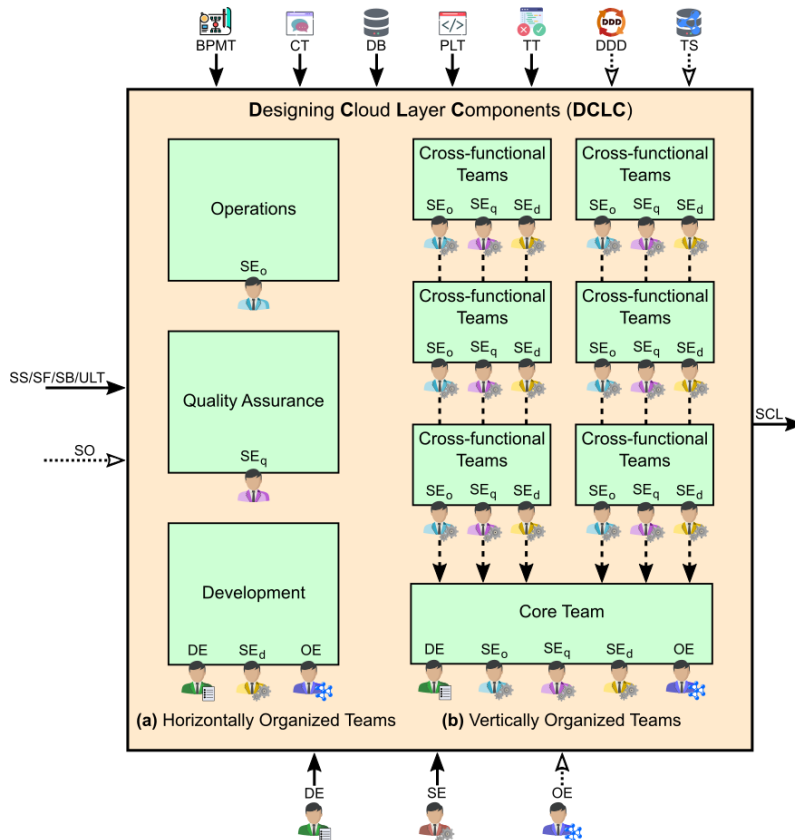 BPMT CT DB PLT TT DDD TS
Designing Cloud Layer Components (DCLC)
Operations
SEo
Quality Assurance
SEq
Development
DE SEd OE
(a) Horizontally Organized Teams
Cross-functional Teams
SEo SEq SEd
Cross-functional Teams
SEo SEq SEd
Cross-functional Teams
SEo SEq SEd
Cross-functional Teams
SEo SEq SEd
Cross-functional Teams
SEo SEq SEd
Cross-functional Teams
SEo SEq SEd
Core Team
DE SEo SEq SEd OE
(b) Vertically Organized Teams
SS/SF/SB/ULT
SO
SCL
DE SE OE